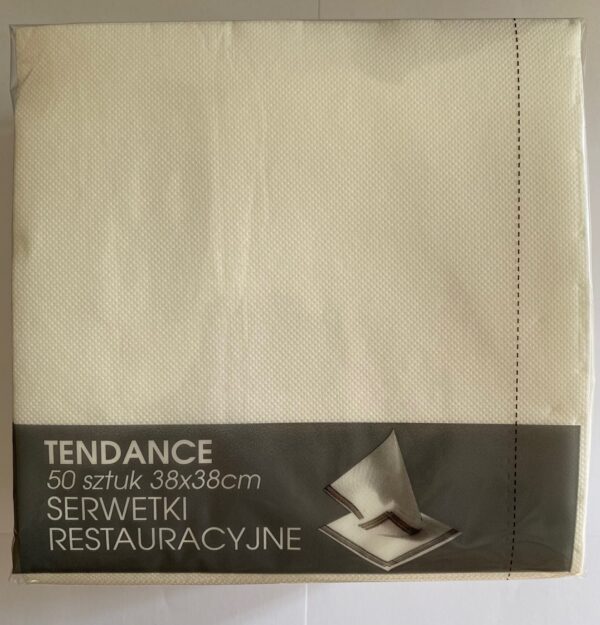 TENDANCE
50 sztuk 38x38cm
SERWETKI
RESTAURACYJNE